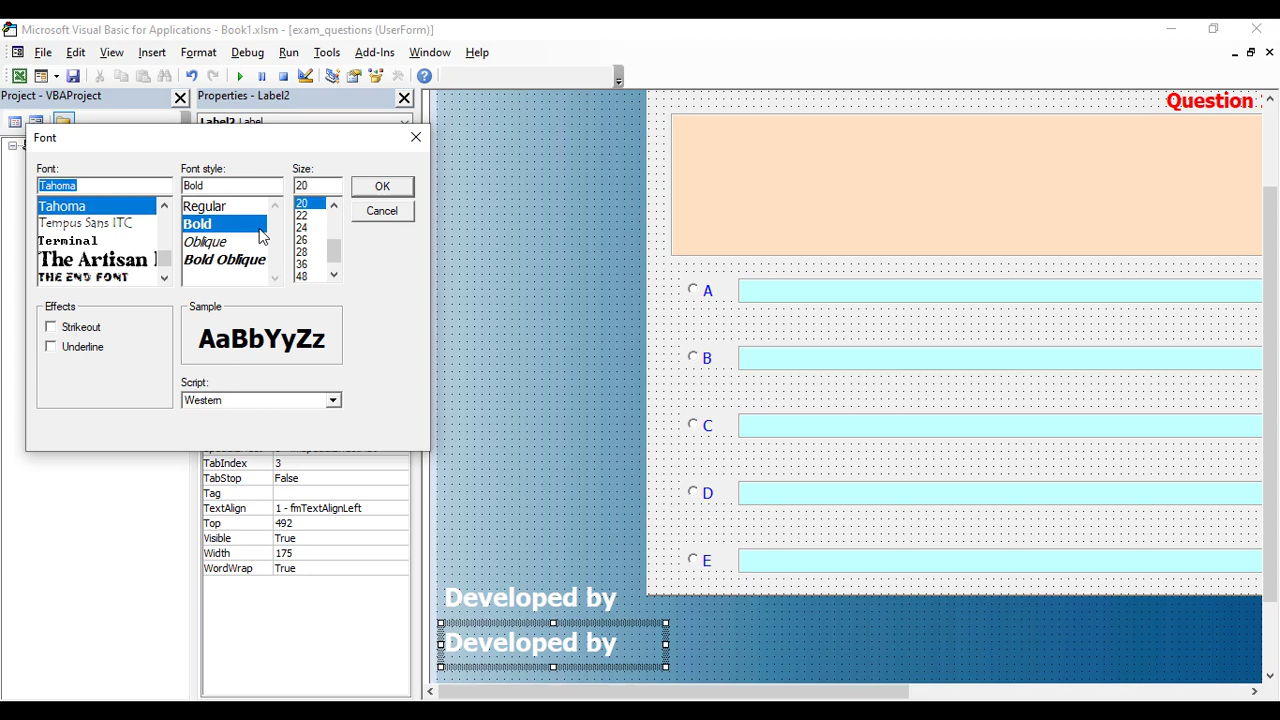 Microsoft Visual Basic for Applications - Book1.xlsm - [exam_questions (UserForm)]
File Edit View Insert Format Debug Run Tools Add-Ins Window Help
Project - VBAProject
Properties - Label2
Label2 Label
Font
Font:
Tahoma
Tahoma
Tempus Sans ITC
Terminal
The Artisan
THE END FONT
Font style:
Bold
Regular
Bold
Oblique
Bold Oblique
Size:
20
20
22
24
26
28
36
48
OK
Cancel
Effects
Strikeout
Underline
Sample
AaBbYyZz
Script:
Western
TabIndex 3
TabStop False
Tag
TextAlign 1 - fmTextAlignLeft
Top 492
Visible True
Width 175
WordWrap True
Question
A
B
C
D
E
Developed by
Developed by